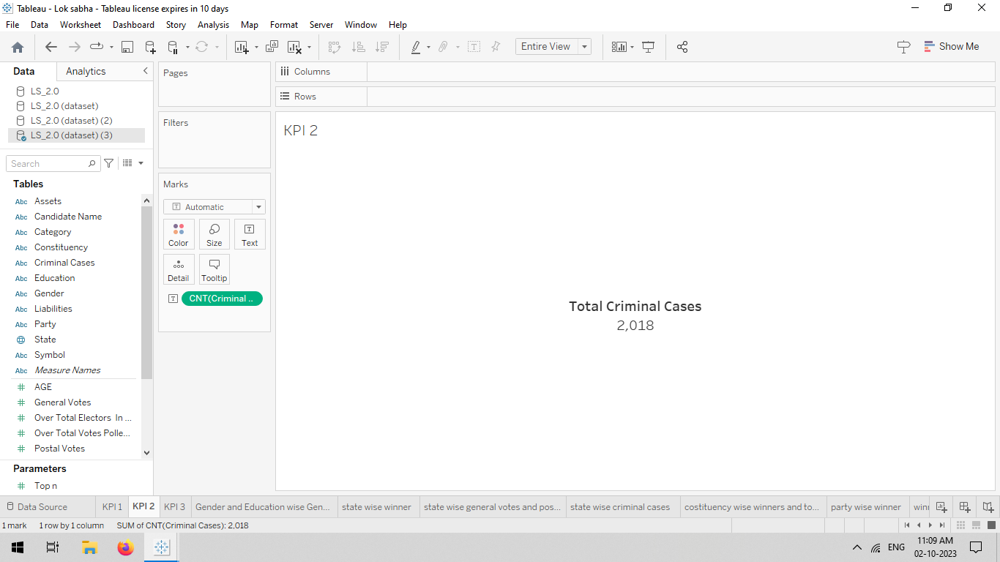 Tableau - Lok sabha - Tableau license expires in 10 days
File Data Worksheet Dashboard Story Analysis Map Format Server Window Help
Entire View
Show Me
Data Analytics
LS_2.0
LS_2.0 (dataset)
LS_2.0 (dataset) (2)
LS_2.0 (dataset) (3)
Search
Tables
Abc Assets
Abc Candidate Name
Abc Category
Abc Constituency
Abc Criminal Cases
Abc Education
Abc Gender
Abc Liabilities
Abc Party
State
Abc Symbol
Abc Measure Names
# AGE
# General Votes
# Over Total Electors In ...
# Over Total Votes Polle...
# Postal Votes
Parameters
# Top n
Pages
Filters
Marks
T Automatic
Color Size T Text
Detail Tooltip
T CNT(Criminal ..
Columns
Rows
KPI 2
Total Criminal Cases
2,018
Data Source KPI 1 KPI 2 KPI 3 Gender and Education wise Gen... state wise winner state wise general votes and pos... state wise criminal cases costituency wise winners and to... party wise winner winn
1 mark 1 row by 1 column SUM of CNT(Criminal Cases): 2,018
ENG
11:09 AM
02-10-2023